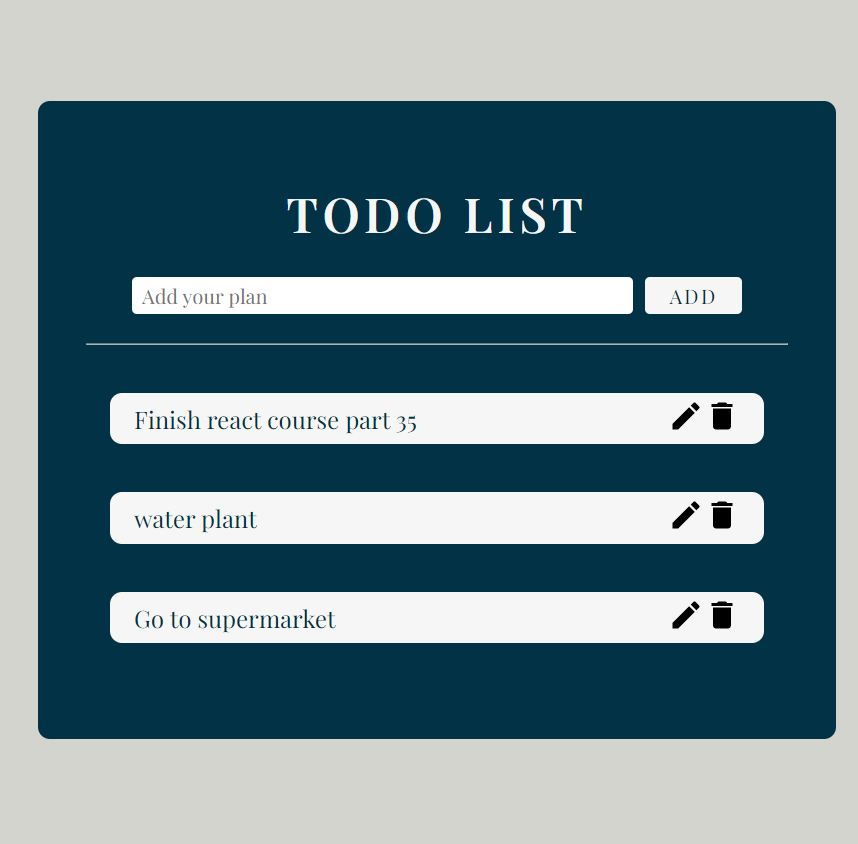 TODO LIST
Add your plan
ADD
Finish react course part 35
water plant
Go to supermarket